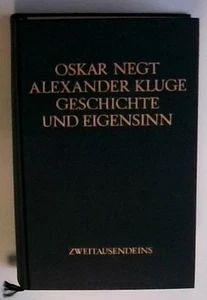 OSKAR NEGT
ALEXANDER KLUGE
GESCHICHTE
UND EIGENSINN
ZWEITAUSENDEINS